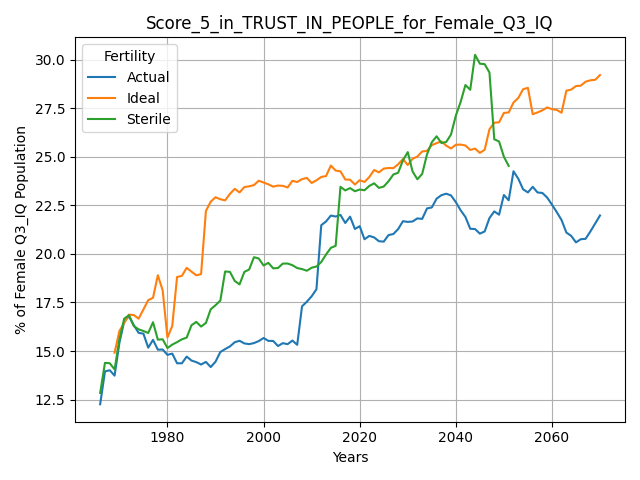 Score_5_in_TRUST_IN_PEOPLE_for_Female_Q3_IQ
% of Female Q3_IQ Population
30.0
27.5
25.0
22.5
20.0
17.5
15.0
12.5
Fertility
Actual
Ideal
Sterile
1980 2000 2020 2040 2060
Years